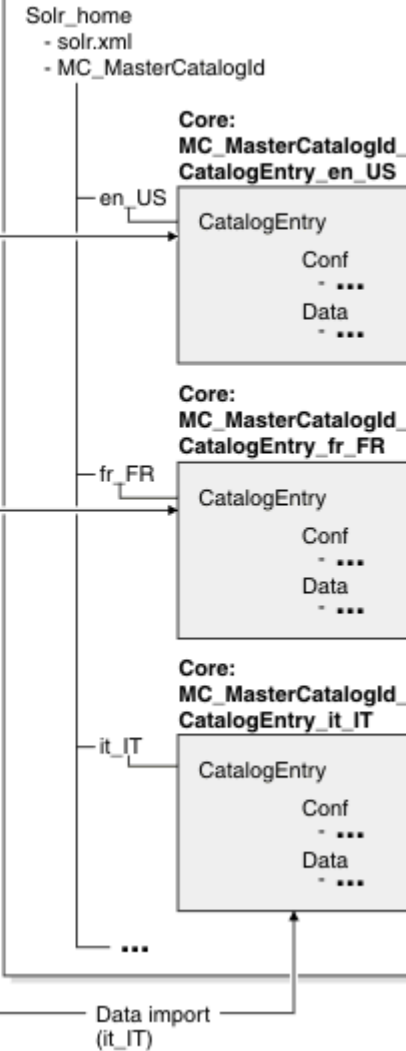 Solr_home
- solr.xml
- MC_MasterCatalogId
Core:
MC_MasterCatalogId_
CatalogEntry_en_US
en_US
CatalogEntry
Conf
- ...
Data
- ...
Core:
MC_MasterCatalogId_
CatalogEntry_fr_FR
fr_FR
CatalogEntry
Conf
- ...
Data
- ...
Core:
MC_MasterCatalogId_
CatalogEntry_it_IT
it_IT
CatalogEntry
Conf
- ...
Data
- ...
...
Data import
(it_IT)